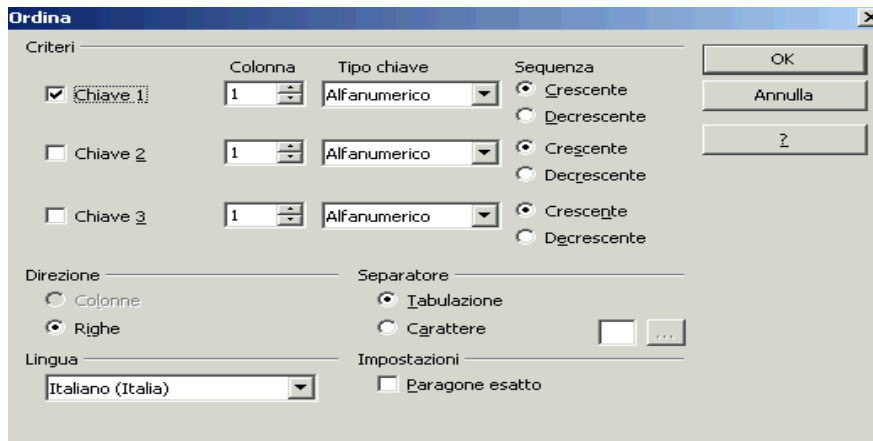 Ordina
Criteri
Colonna Tipo chiave Sequenza
Chiave 1 1 Alfanumerico Crescente
Decrescente
Chiave 2 1 Alfanumerico Crescente
Decrescente
Chiave 3 1 Alfanumerico Crescente
Decrescente
OK
Annulla
?
Direzione
Colonne
Righe
Separatore
Tabulazione
Carattere ...
Lingua
Italiano (Italia)
Impostazioni
Paragone esatto